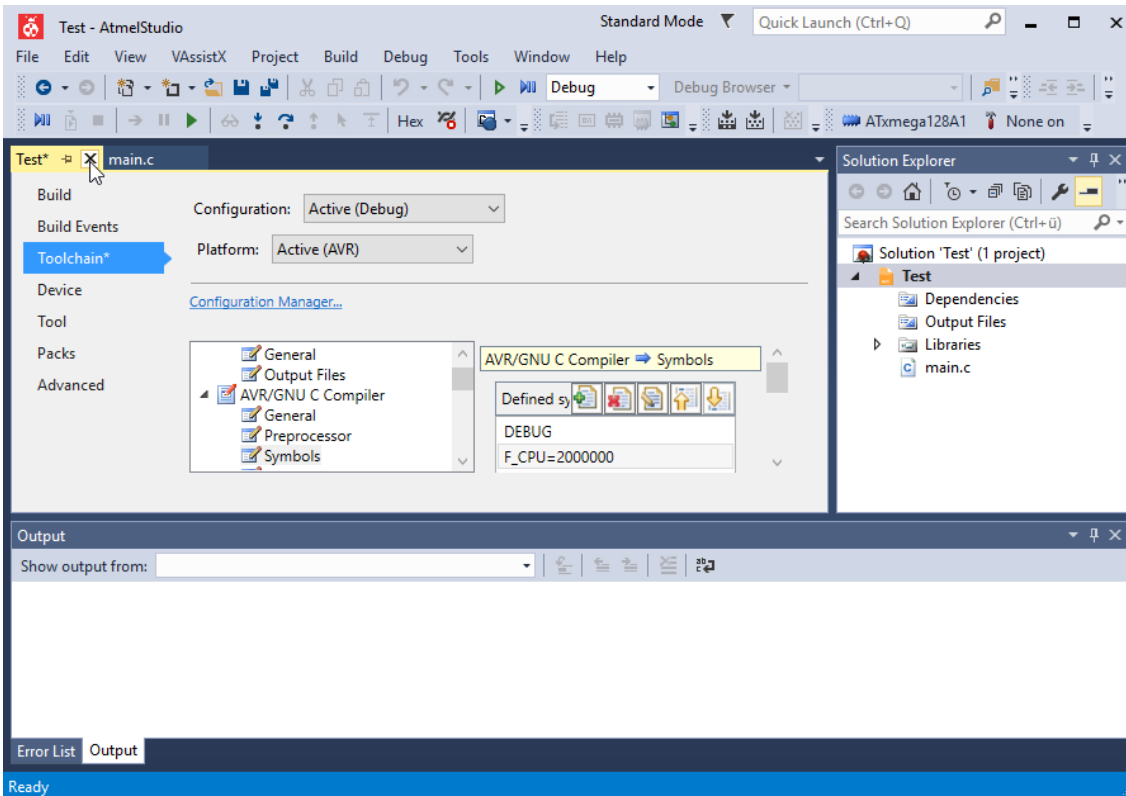 Test - AtmelStudio
Standard Mode
Quick Launch (Ctrl+Q)
File Edit View VAssistX Project Build Debug Tools Window Help
Debug
Debug Browser
Hex
ATxmega128A1
None on
Test*
main.c
Build
Build Events
Toolchain*
Device
Tool
Packs
Advanced
Configuration: Active (Debug)
Platform: Active (AVR)
Configuration Manager...
General
Output Files
AVR/GNU C Compiler
General
Preprocessor
Symbols
AVR/GNU C Compiler ➡ Symbols
Defined sy
DEBUG
F_CPU=2000000
Solution Explorer
Search Solution Explorer (Ctrl+ü)
Solution 'Test' (1 project)
Test
Dependencies
Output Files
Libraries
main.c
Output
Show output from:
Error List Output
Ready